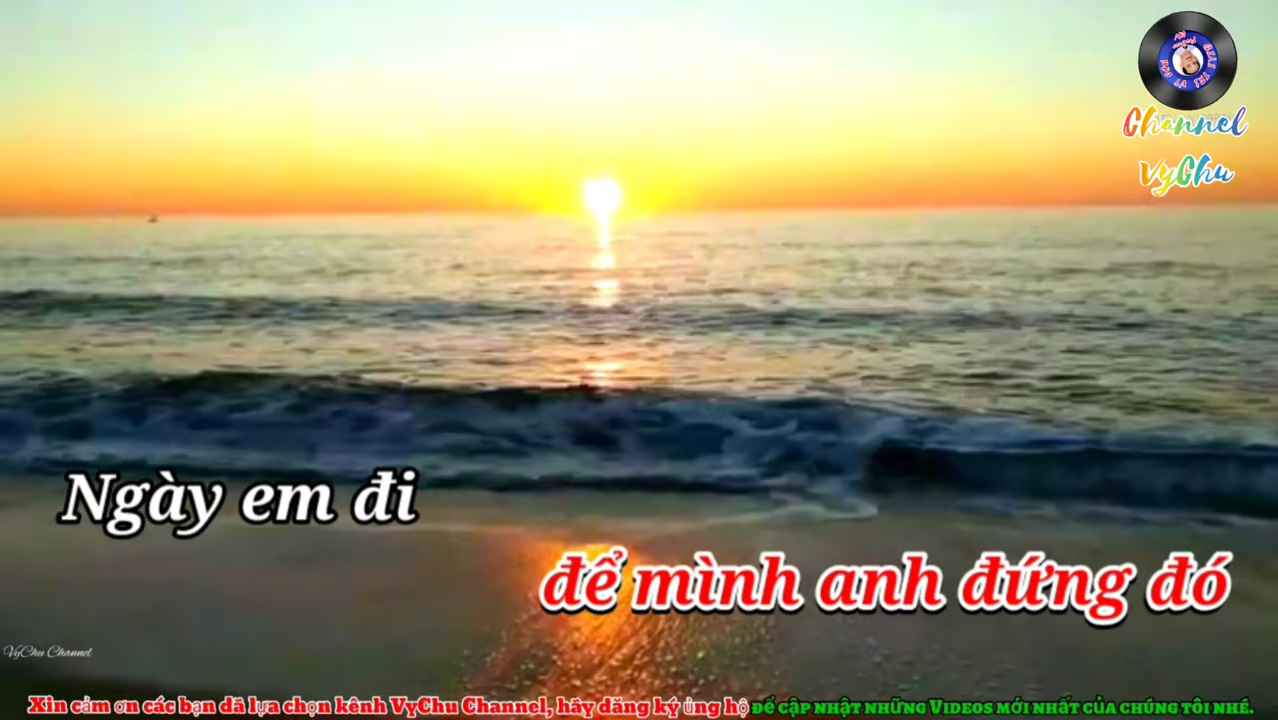 Channel
VyChu
Ngày em đi
để mình anh đứng đó
VyChu Channel
Xin cảm ơn các bạn đã lựa chọn kênh VyChu Channel, hãy đăng ký ủng hộ để cập nhật những Videos mới nhất của chúng tôi nhé.